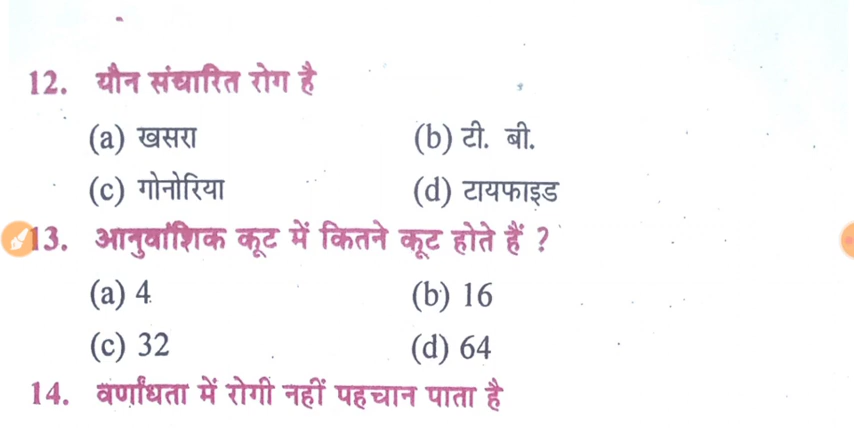 12. यौन संचारित रोग है
(a) खसरा (b) टी. बी.
(c) गोनोरिया (d) टायफाइड
13. आनुवांशिक कूट में कितने कूट होते हैं ?
(a) 4 (b) 16
(c) 32 (d) 64
14. वर्णांधता में रोगी नहीं पहचान पाता है